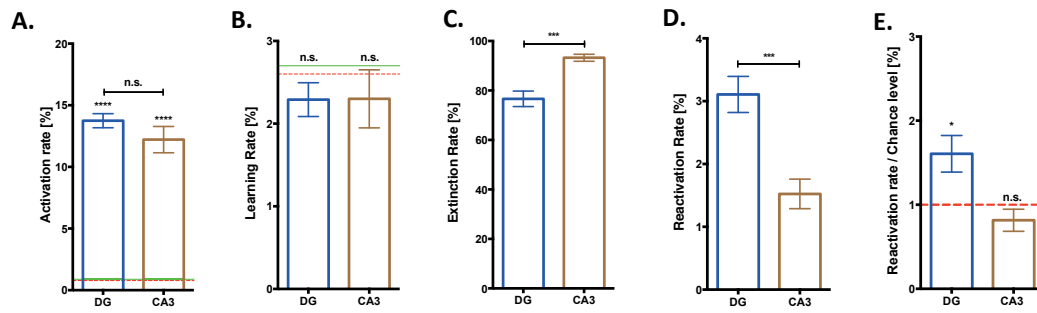 A.
Activation rate [%]
20
15
10
5
0
n.s.
****
****
DG
CA3
B.
Learning Rate [%]
3
2
1
0
n.s.
n.s.
DG
CA3
C.
Extinction Rate [%]
100
80
60
40
20
0
***
DG
CA3
D.
Reactivation Rate [%]
4
3
2
1
0
***
DG
CA3
E.
Reactivation rate / Chance level [%]
3
2
1
0
*
n.s.
DG
CA3